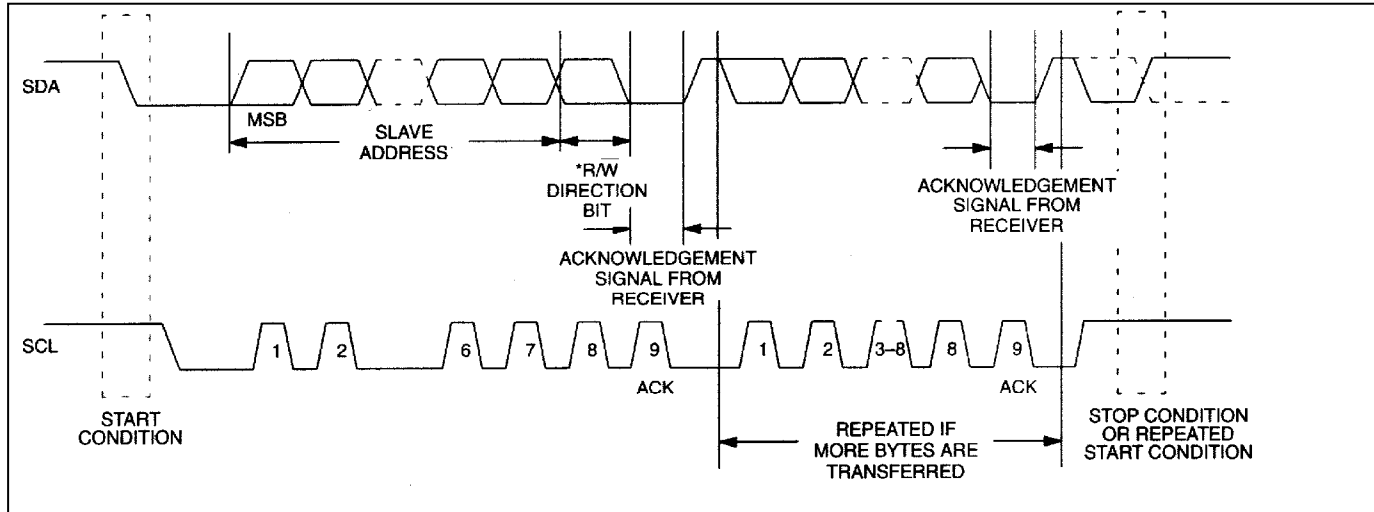 SDA
MSB
SLAVE
ADDRESS
*R/W̅
DIRECTION
BIT
ACKNOWLEDGEMENT
SIGNAL FROM
RECEIVER
ACKNOWLEDGEMENT
SIGNAL FROM
RECEIVER
SCL
1 2 6 7 8 9 1 2 3–8 8 9
ACK
ACK
START
CONDITION
REPEATED IF
MORE BYTES ARE
TRANSFERRED
STOP CONDITION
OR REPEATED
START CONDITION